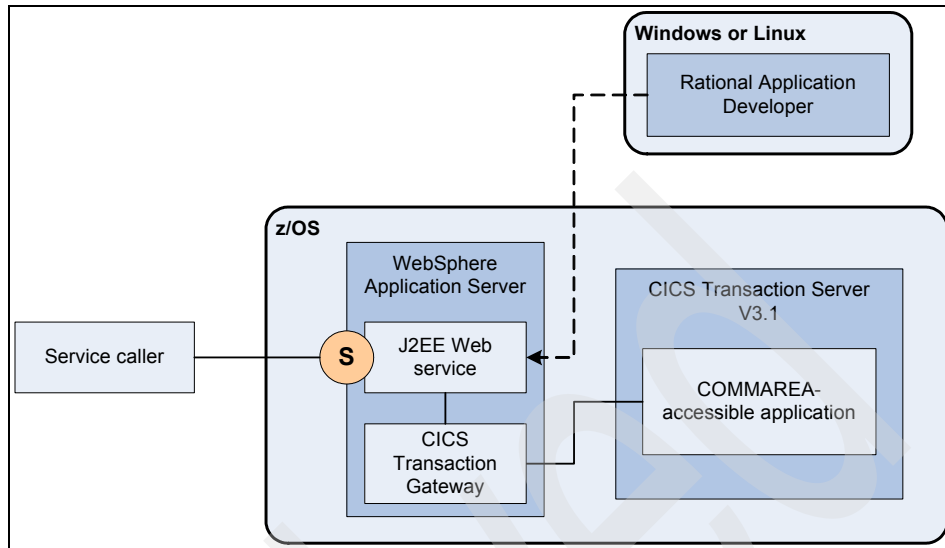 Windows or Linux
Rational Application
Developer
z/OS
WebSphere
Application Server
CICS Transaction Server
V3.1
Service caller
S
J2EE Web
service
COMMAREA-
accessible application
CICS
Transaction
Gateway